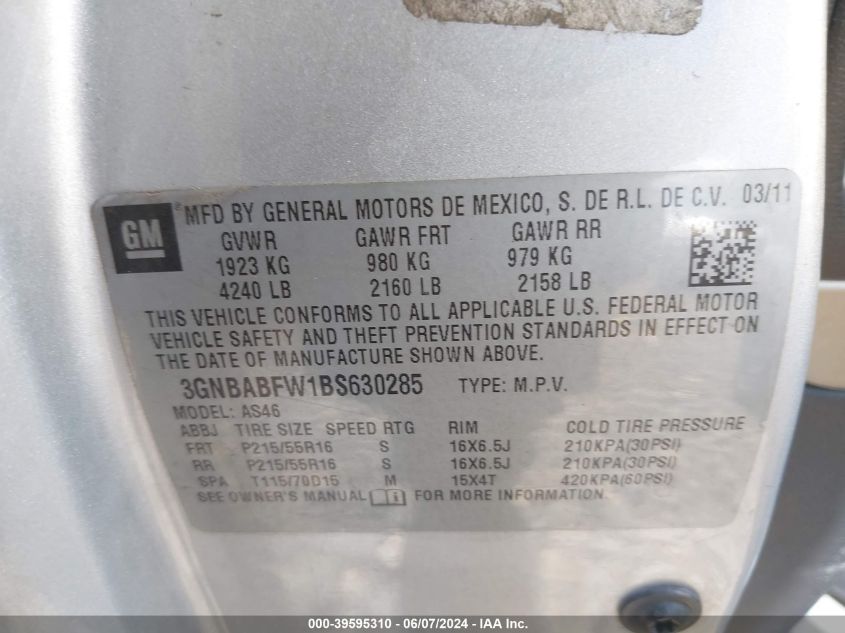 GM
MFD BY GENERAL MOTORS DE MEXICO, S. DE R.L. DE C.V. 03/11
GVWR GAWR FRT GAWR RR
1923 KG 980 KG 979 KG
4240 LB 2160 LB 2158 LB
THIS VEHICLE CONFORMS TO ALL APPLICABLE U.S. FEDERAL MOTOR
VEHICLE SAFETY AND THEFT PREVENTION STANDARDS IN EFFECT ON
THE DATE OF MANUFACTURE SHOWN ABOVE.
3GNBABFW1BS630285 TYPE: M.P.V.
MODEL: AS46
ABBJ TIRE SIZE SPEED RTG RIM COLD TIRE PRESSURE
FRT P215/55R16 S 16X6.5J 210KPA(30PSI)
RR P215/55R16 S 16X6.5J 210KPA(30PSI)
SPA T115/70D15 M 15X4T 420KPA(60PSI)
SEE OWNER'S MANUAL FOR MORE INFORMATION.
000-39595310 - 06/07/2024 - IAA Inc.